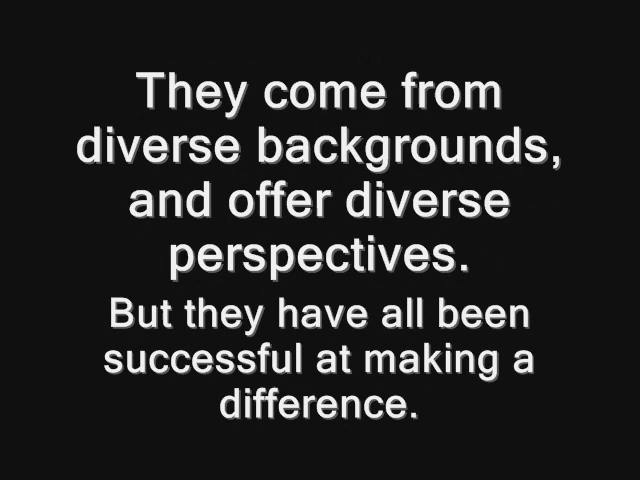 They come from
diverse backgrounds,
and offer diverse
perspectives.
But they have all been
successful at making a
difference.